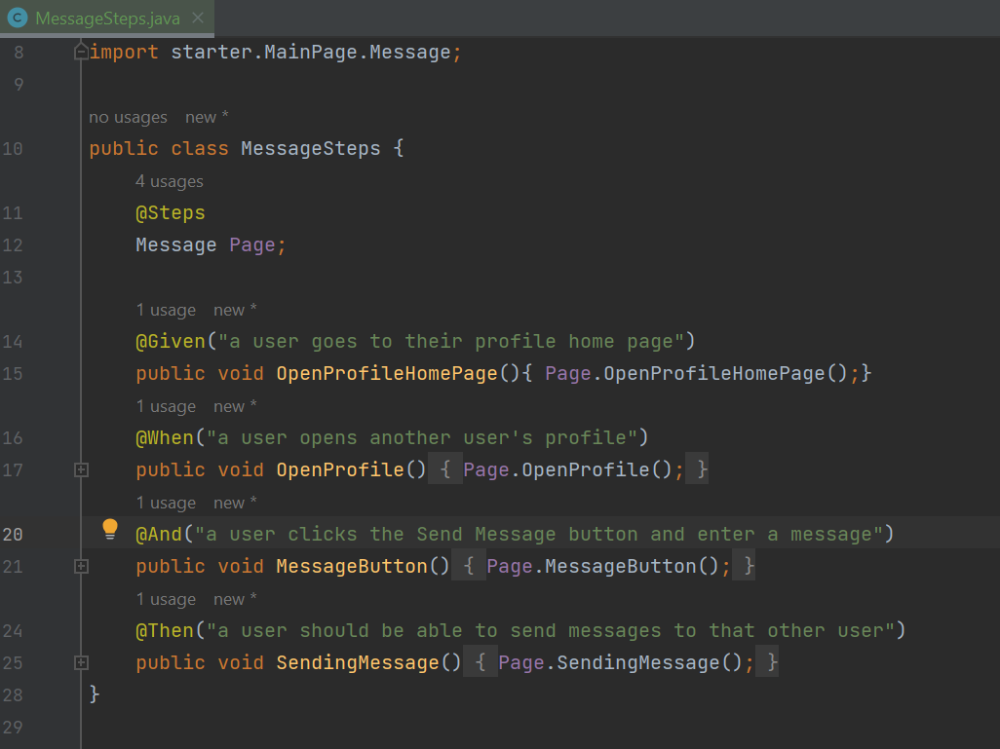 C MessageSteps.java
8 import starter.MainPage.Message;
9
no usages new *
10 public class MessageSteps {
4 usages
11 @Steps
12 Message Page;
13
1 usage new *
14 @Given("a user goes to their profile home page")
15 public void OpenProfileHomePage(){ Page.OpenProfileHomePage();}
1 usage new *
16 @When("a user opens another user's profile")
17 public void OpenProfile() { Page.OpenProfile(); }
1 usage new *
20 @And("a user clicks the Send Message button and enter a message")
21 public void MessageButton() { Page.MessageButton(); }
1 usage new *
24 @Then("a user should be able to send messages to that other user")
25 public void SendingMessage() { Page.SendingMessage(); }
28 }
29